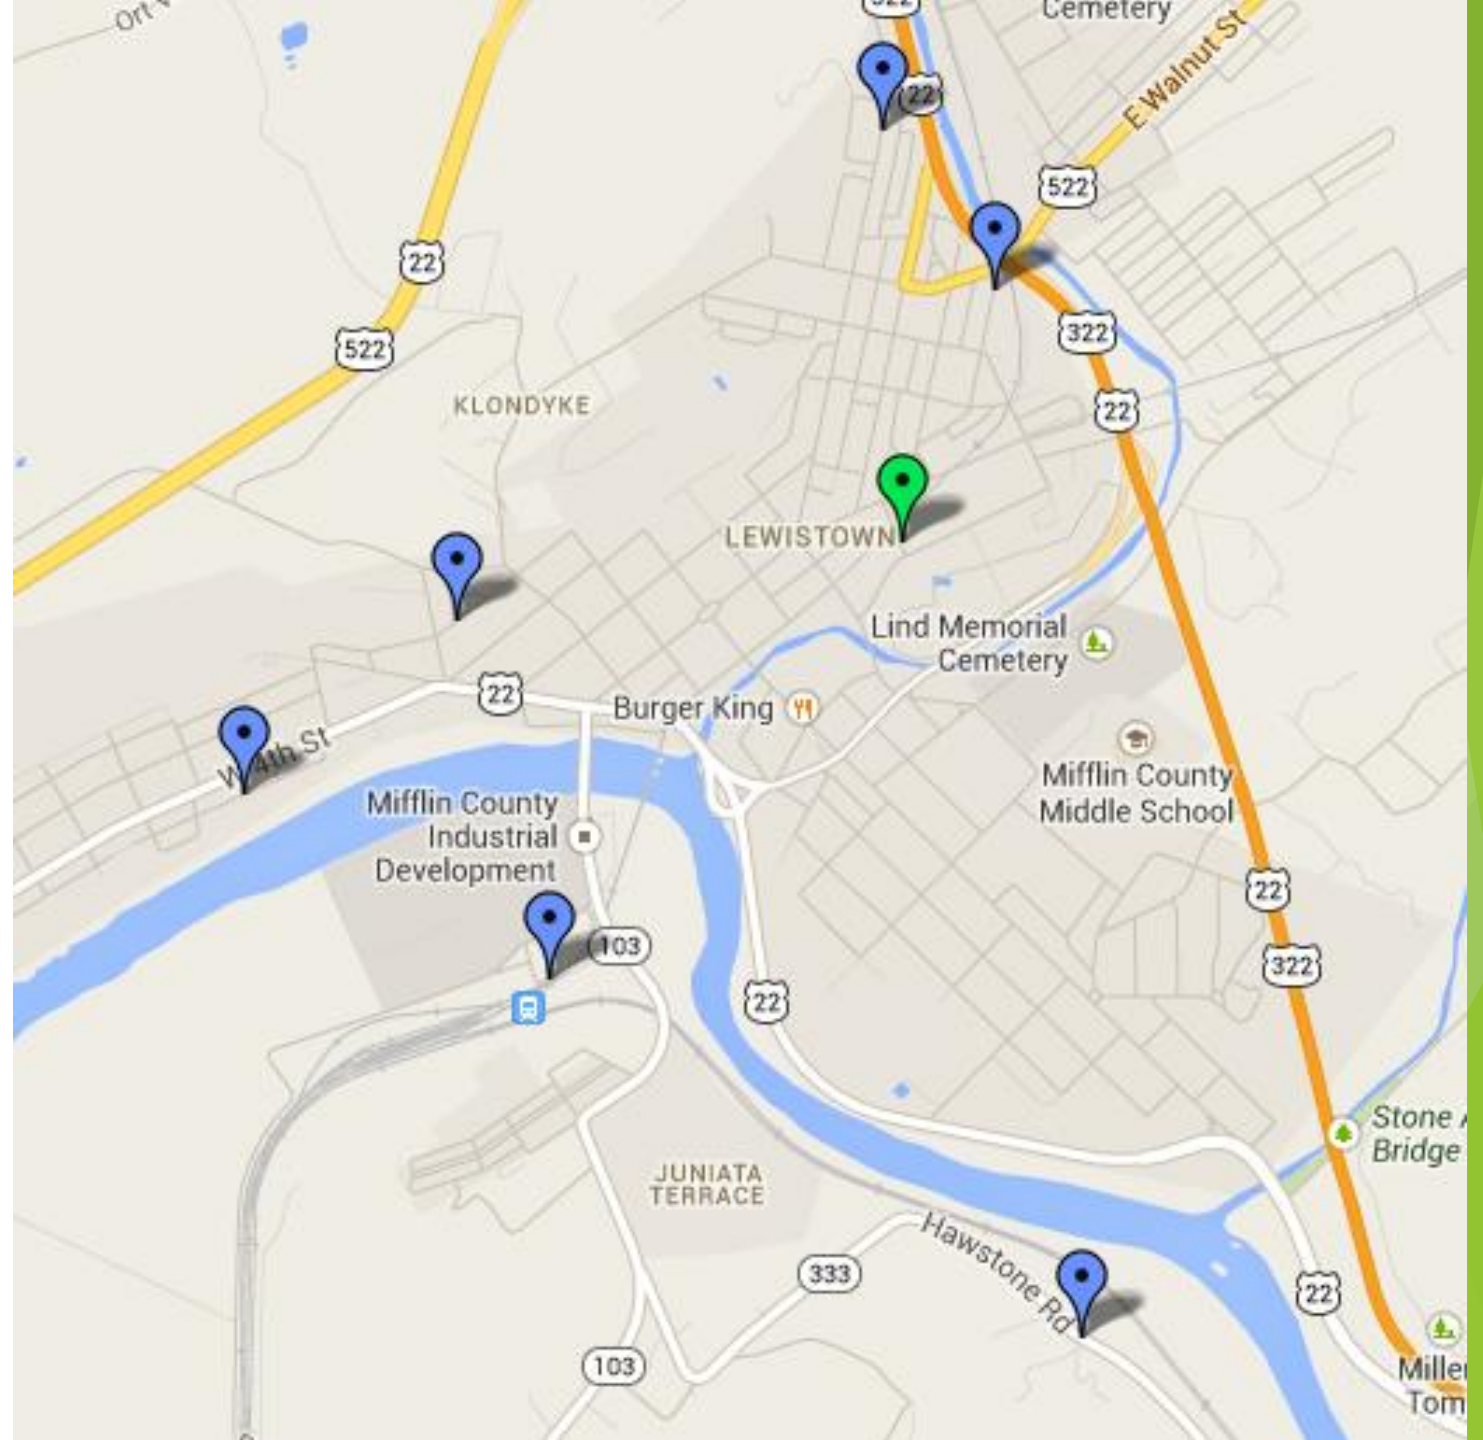 Cemetery
22
E Walnut St
522
22
322
522
KLONDYKE
22
LEWISTOWN
Lind Memorial
Cemetery
22
Burger King
W 4th St
Mifflin County
Middle School
Mifflin County
Industrial
Development
22
103
322
22
Stone
Bridge
JUNIATA
TERRACE
Hawstone Rd
333
22
103